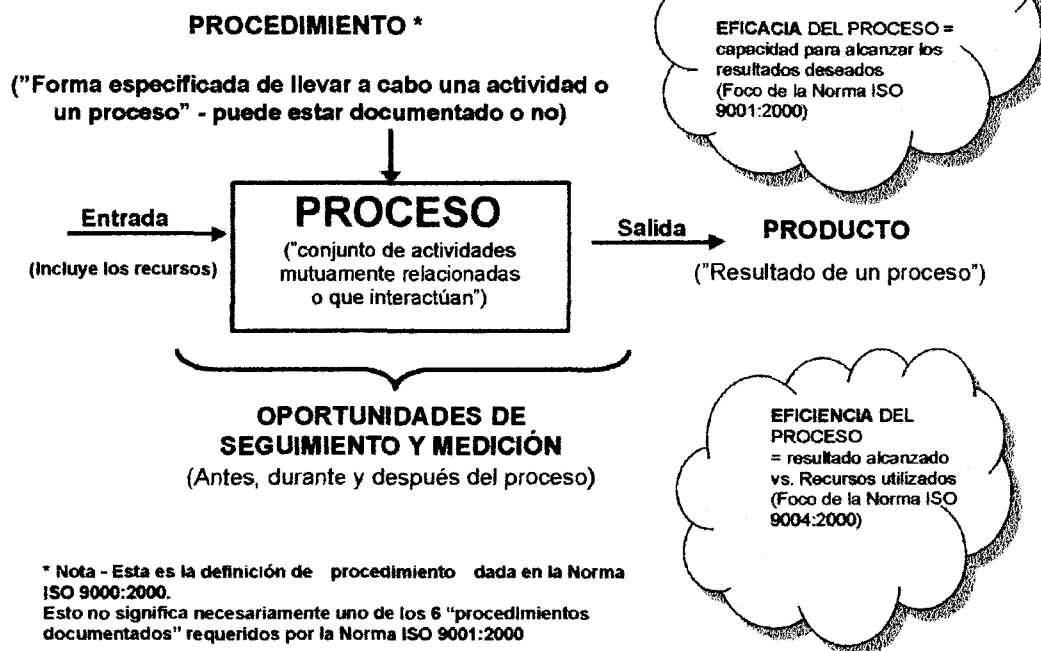 PROCEDIMIENTO *
("Forma especificada de llevar a cabo una actividad o
un proceso" - puede estar documentado o no)
EFICACIA DEL PROCESO =
capacidad para alcanzar los
resultados deseados
(Foco de la Norma ISO
9001:2000)
Entrada
(Incluye los recursos)
PROCESO
("conjunto de actividades
mutuamente relacionadas
o que interactúan")
Salida
PRODUCTO
("Resultado de un proceso")
OPORTUNIDADES DE
SEGUIMIENTO Y MEDICIÓN
(Antes, durante y después del proceso)
EFICIENCIA DEL
PROCESO
= resultado alcanzado
vs. Recursos utilizados
(Foco de la Norma ISO
9004:2000)
* Nota - Esta es la definición de procedimiento dada en la Norma
ISO 9000:2000.
Esto no significa necesariamente uno de los 6 "procedimientos
documentados" requeridos por la Norma ISO 9001:2000